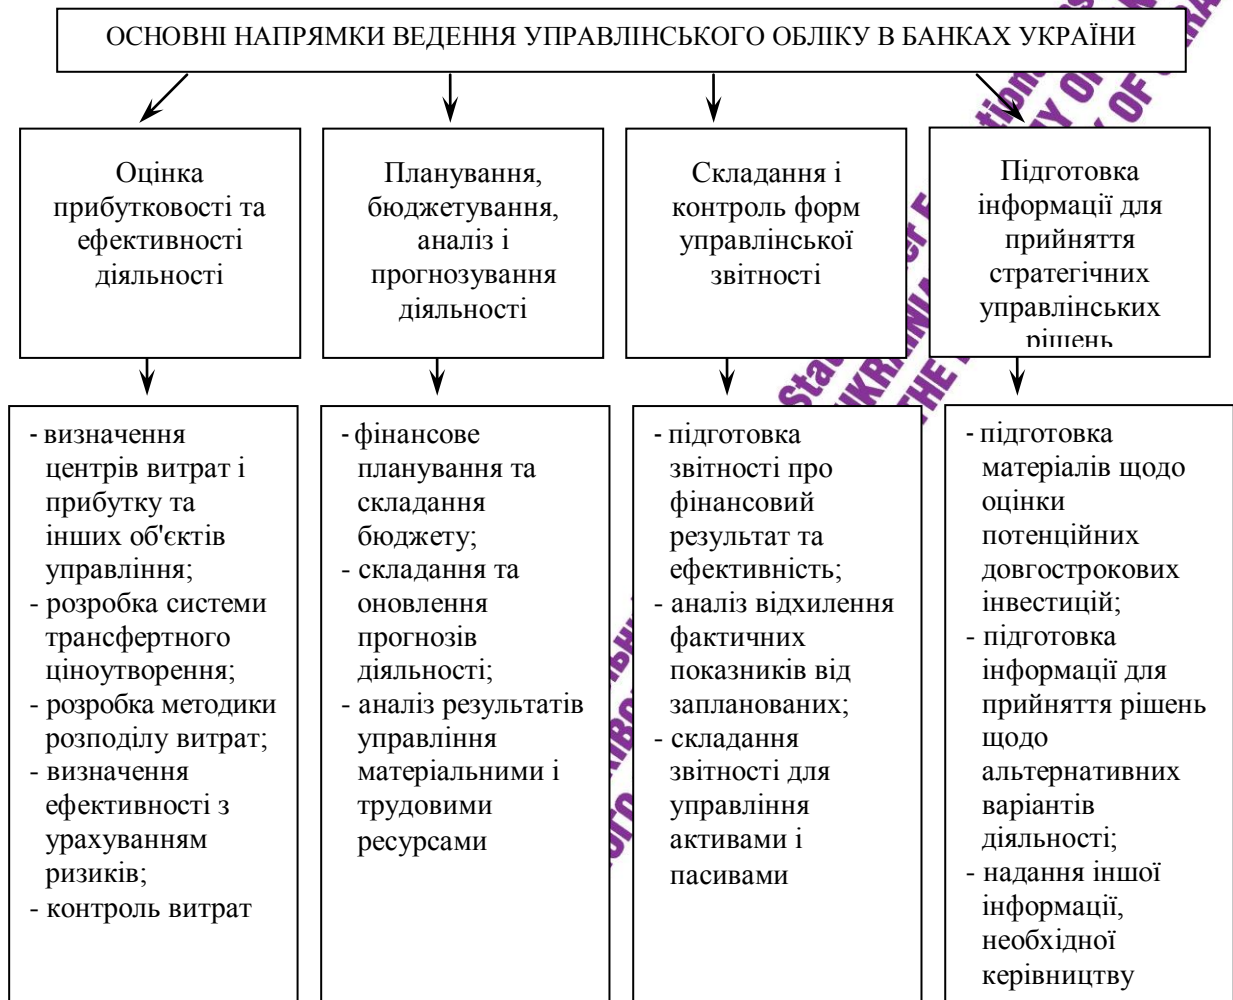 ОСНОВНІ НАПРЯМКИ ВЕДЕННЯ УПРАВЛІНСЬКОГО ОБЛІКУ В БАНКАХ УКРАЇНИ
Оцінка
прибутковості та
ефективності
діяльності
Планування,
бюджетування,
аналіз і
прогнозування
діяльності
Складання і
контроль форм
управлінської
звітності
Підготовка
інформації для
прийняття
стратегічних
управлінських
рішень
- визначення
центрів витрат і
прибутку та
інших об'єктів
управління;
- розробка системи
трансфертного
ціноутворення;
- розробка методики
розподілу витрат;
- визначення
ефективності з
урахуванням
ризиків;
- контроль витрат
- фінансове
планування та
складання
бюджету;
- складання та
оновлення
прогнозів
діяльності;
- аналіз результатів
управління
матеріальними і
трудовими
ресурсами
- підготовка
звітності про
фінансовий
результат та
ефективність;
- аналіз відхилення
фактичних
показників від
запланованих;
- складання
звітності для
управління
активами і
пасивами
- підготовка
матеріалів щодо
оцінки
потенційних
довгострокових
інвестицій;
- підготовка
інформації для
прийняття рішень
щодо
альтернативних
варіантів
діяльності;
- надання іншої
інформації,
необхідної
керівництву